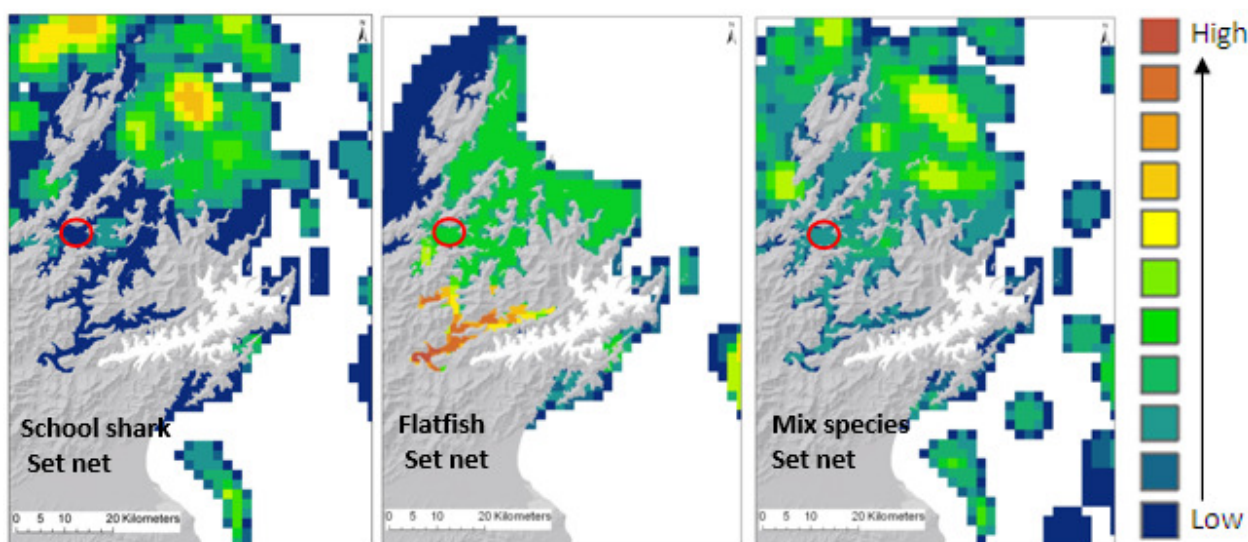 N
School shark
Set net
0 5 10 20 Kilometers
N
Flatfish
Set net
0 5 10 20 Kilometers
N
Mix species
Set net
0 5 10 20 Kilometers
High
Low